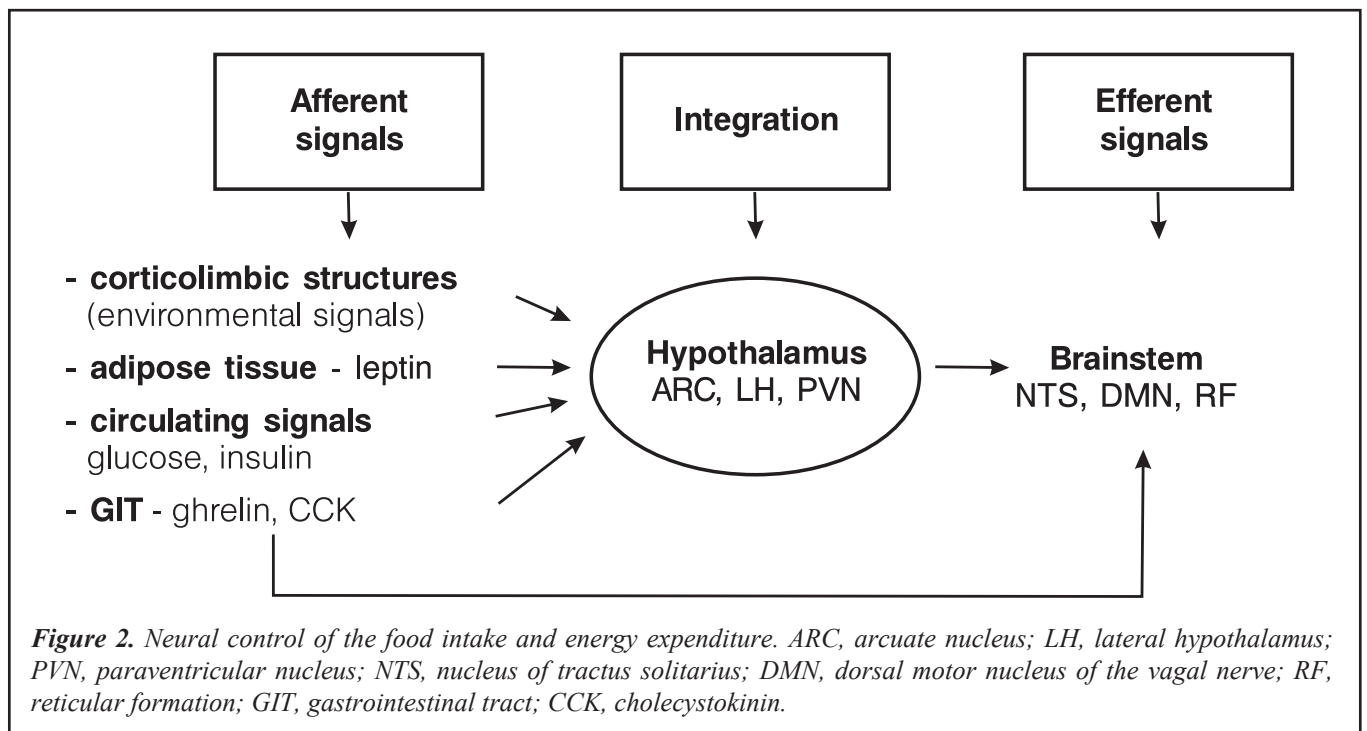 Afferent
signals
Integration
Efferent
signals
- corticolimbic structures
(environmental signals)
- adipose tissue - leptin
- circulating signals
glucose, insulin
- GIT - ghrelin, CCK
Hypothalamus
ARC, LH, PVN
Brainstem
NTS, DMN, RF
Figure 2. Neural control of the food intake and energy expenditure. ARC, arcuate nucleus; LH, lateral hypothalamus;
PVN, paraventricular nucleus; NTS, nucleus of tractus solitarius; DMN, dorsal motor nucleus of the vagal nerve; RF,
reticular formation; GIT, gastrointestinal tract; CCK, cholecystokinin.